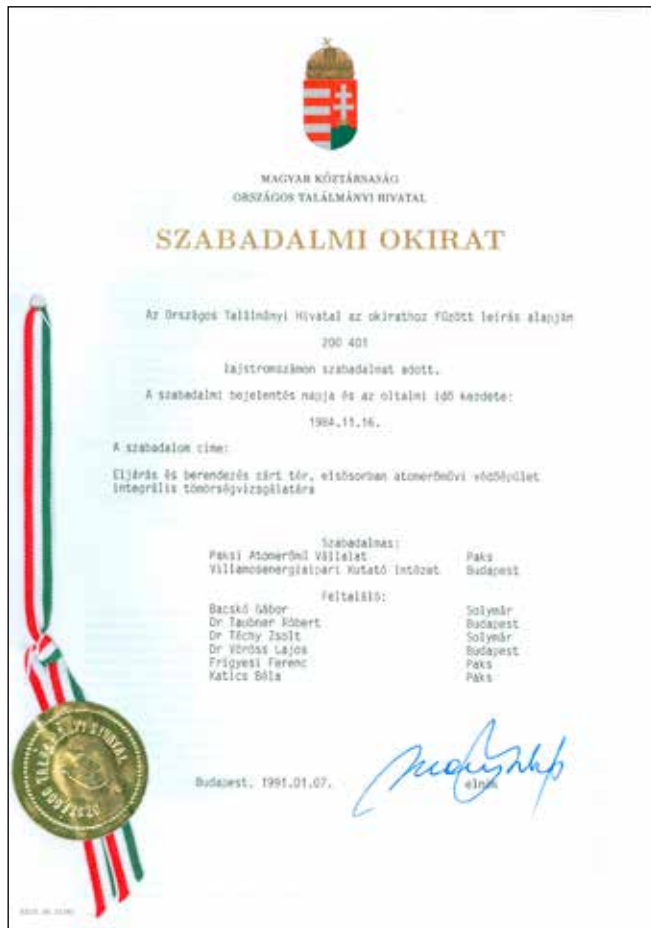 MAGYAR KÖZTÁRSASÁG
ORSZÁGOS TALÁLMÁNYI HIVATAL
SZABADALMI OKIRAT
Az Országos Találmányi Hivatal az okirathoz fűzött leírás alapján
200 401
lajstromszámon szabadalmat adott.
A szabadalmi bejelentés napja és az oltalmi idő kezdete:
1984.11.16.
A szabadalom címe:
Eljárás és berendezés zárt tér, elsősorban atomerőművi védőépület
integrális tömörségvizsgálatára
Szabadalmas:
Paksi Atomerőmű Vállalat Paks
Villamosenergiaipari Kutató Intézet Budapest
Feltaláló:
Bacskó Gábor Solymár
Dr Taubner Róbert Budapest
Dr Téchy Zsolt Solymár
Dr Vöröss Lajos Budapest
Frigyesi Ferenc Paks
Katics Béla Paks
ORSZÁGOS TALÁLMÁNYI HIVATAL
Budapest, 1991.01.07.
elnök